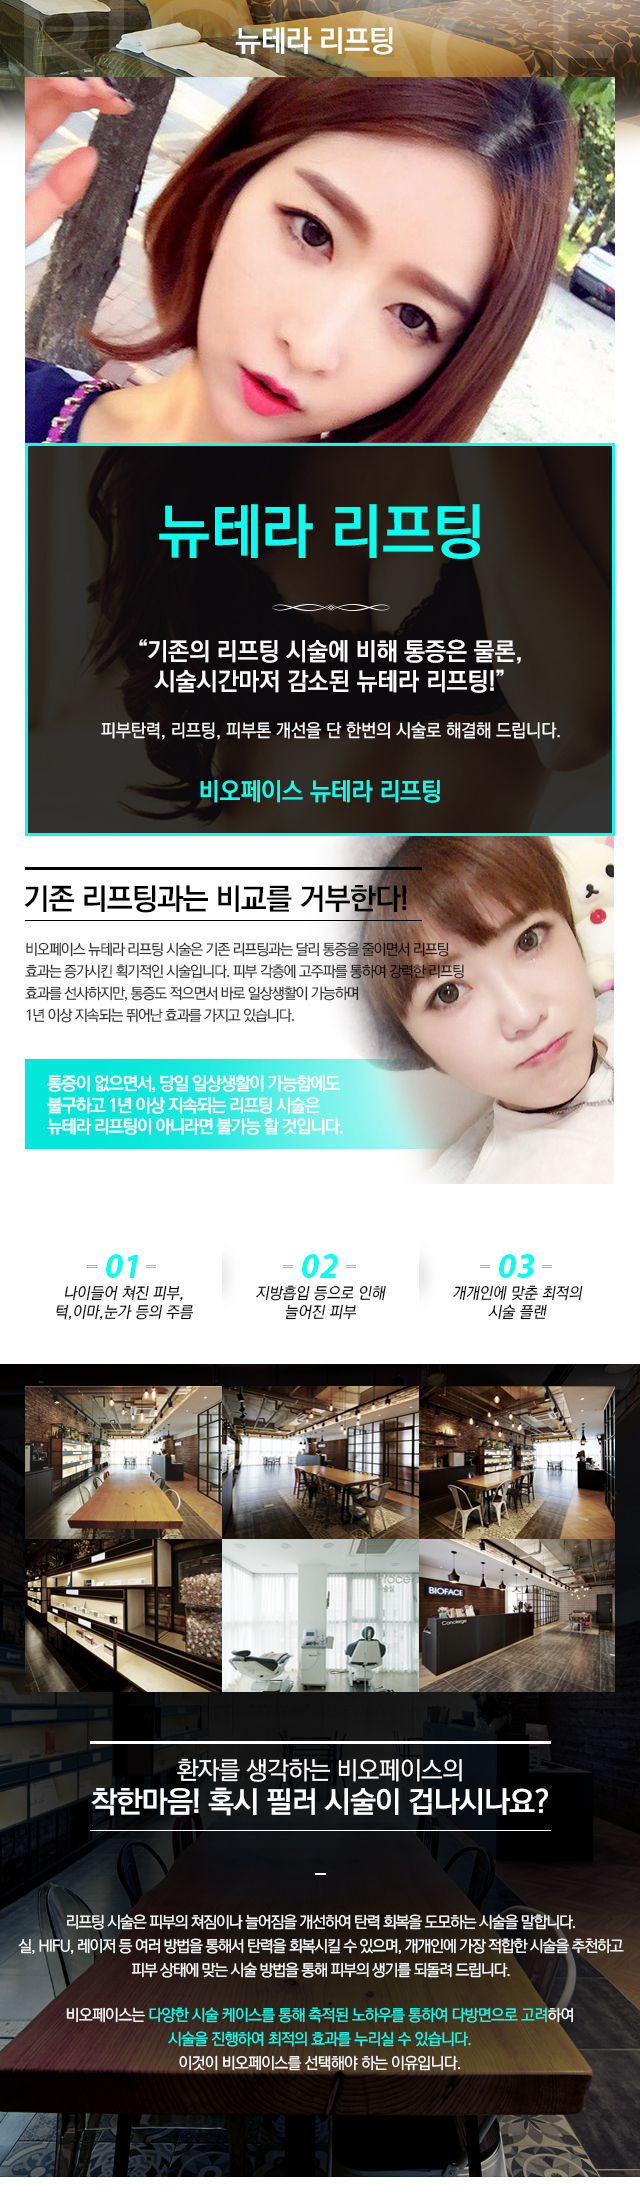 뉴테라 리프팅
뉴테라 리프팅
“기존의 리프팅 시술에 비해 통증은 물론,
시술시간마저 감소된 뉴테라 리프팅!”
피부탄력, 리프팅, 피부톤 개선을 단 한번의 시술로 해결해 드립니다.
비오페이스 뉴테라 리프팅
기존 리프팅과는 비교를 거부한다!
비오페이스 뉴테라 리프팅 시술은 기존 리프팅과는 달리 통증을 줄이면서 리프팅
효과는 증가시킨 획기적인 시술입니다. 피부 각층에 고주파를 통하여 강력한 리프팅
효과를 선사하지만, 통증도 적으면서 바로 일상생활이 가능하며
1년 이상 지속되는 뛰어난 효과를 가지고 있습니다.
통증이 없으면서, 당일 일상생활이 가능함에도
불구하고 1년 이상 지속되는 리프팅 시술은
뉴테라 리프팅이 아니라면 불가능 할 것입니다.
01
나이들어 쳐진 피부,
턱,이마,눈가 등의 주름
02
지방흡입 등으로 인해
늘어진 피부
03
개개인에 맞춘 최적의
시술 플랜
BIOFACE
Concierge
환자를 생각하는 비오페이스의
착한마음! 혹시 필러 시술이 겁나시나요?
리프팅 시술은 피부의 쳐짐이나 늘어짐을 개선하여 탄력 회복을 도모하는 시술을 말합니다.
실, HIFU, 레이저 등 여러 방법을 통해서 탄력을 회복시킬 수 있으며, 개개인에 가장 적합한 시술을 추천하고
피부 상태에 맞는 시술 방법을 통해 피부의 생기를 되돌려 드립니다.
비오페이스는 다양한 시술 케이스를 통해 축적된 노하우를 통하여 다방면으로 고려하여
시술을 진행하여 최적의 효과를 누리실 수 있습니다.
이것이 비오페이스를 선택해야 하는 이유입니다.